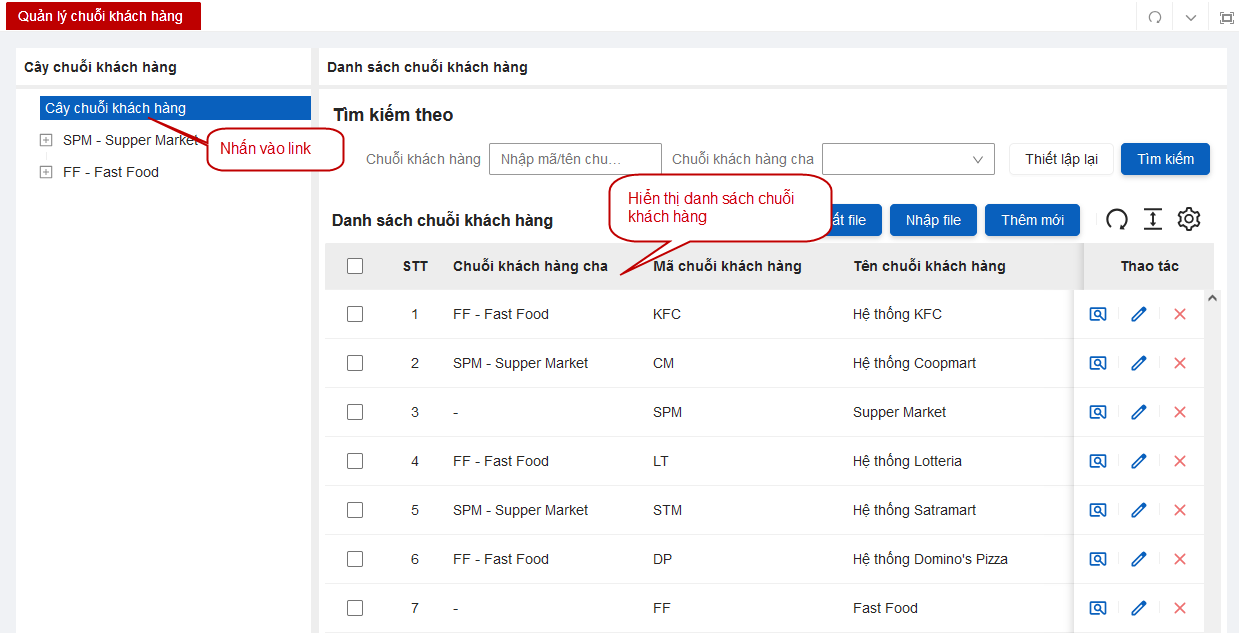 Quản lý chuỗi khách hàng
Cây chuỗi khách hàng
Cây chuỗi khách hàng
SPM - Supper Market
FF - Fast Food
Nhấn vào link
Danh sách chuỗi khách hàng
Tìm kiếm theo
Chuỗi khách hàng Nhập mã/tên chu... Chuỗi khách hàng cha Thiết lập lại Tìm kiếm
Hiển thị danh sách chuỗi
khách hàng
Danh sách chuỗi khách hàng file Nhập file Thêm mới
STT Chuỗi khách hàng cha Mã chuỗi khách hàng Tên chuỗi khách hàng Thao tác
1 FF - Fast Food KFC Hệ thống KFC
2 SPM - Supper Market CM Hệ thống Coopmart
3 - SPM Supper Market
4 FF - Fast Food LT Hệ thống Lotteria
5 SPM - Supper Market STM Hệ thống Satramart
6 FF - Fast Food DP Hệ thống Domino's Pizza
7 - FF Fast Food